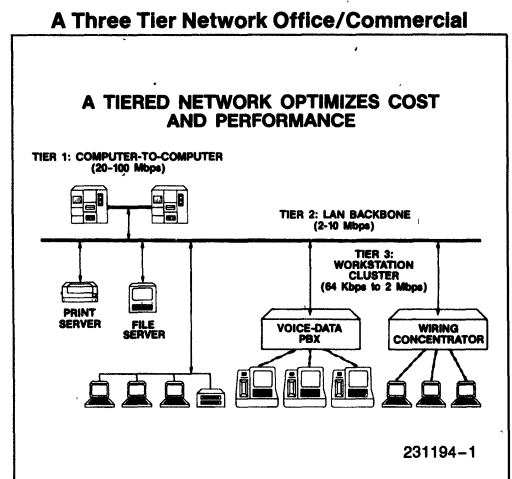 A Three Tier Network Office/Commercial
A TIERED NETWORK OPTIMIZES COST
AND PERFORMANCE
TIER 1: COMPUTER-TO-COMPUTER
(20-100 Mbps)
TIER 2: LAN BACKBONE
(2-10 Mbps)
TIER 3:
WORKSTATION
CLUSTER
(64 Kbps to 2 Mbps)
PRINT
SERVER
FILE
SERVER
VOICE-DATA
PBX
WIRING
CONCENTRATOR
231194-1